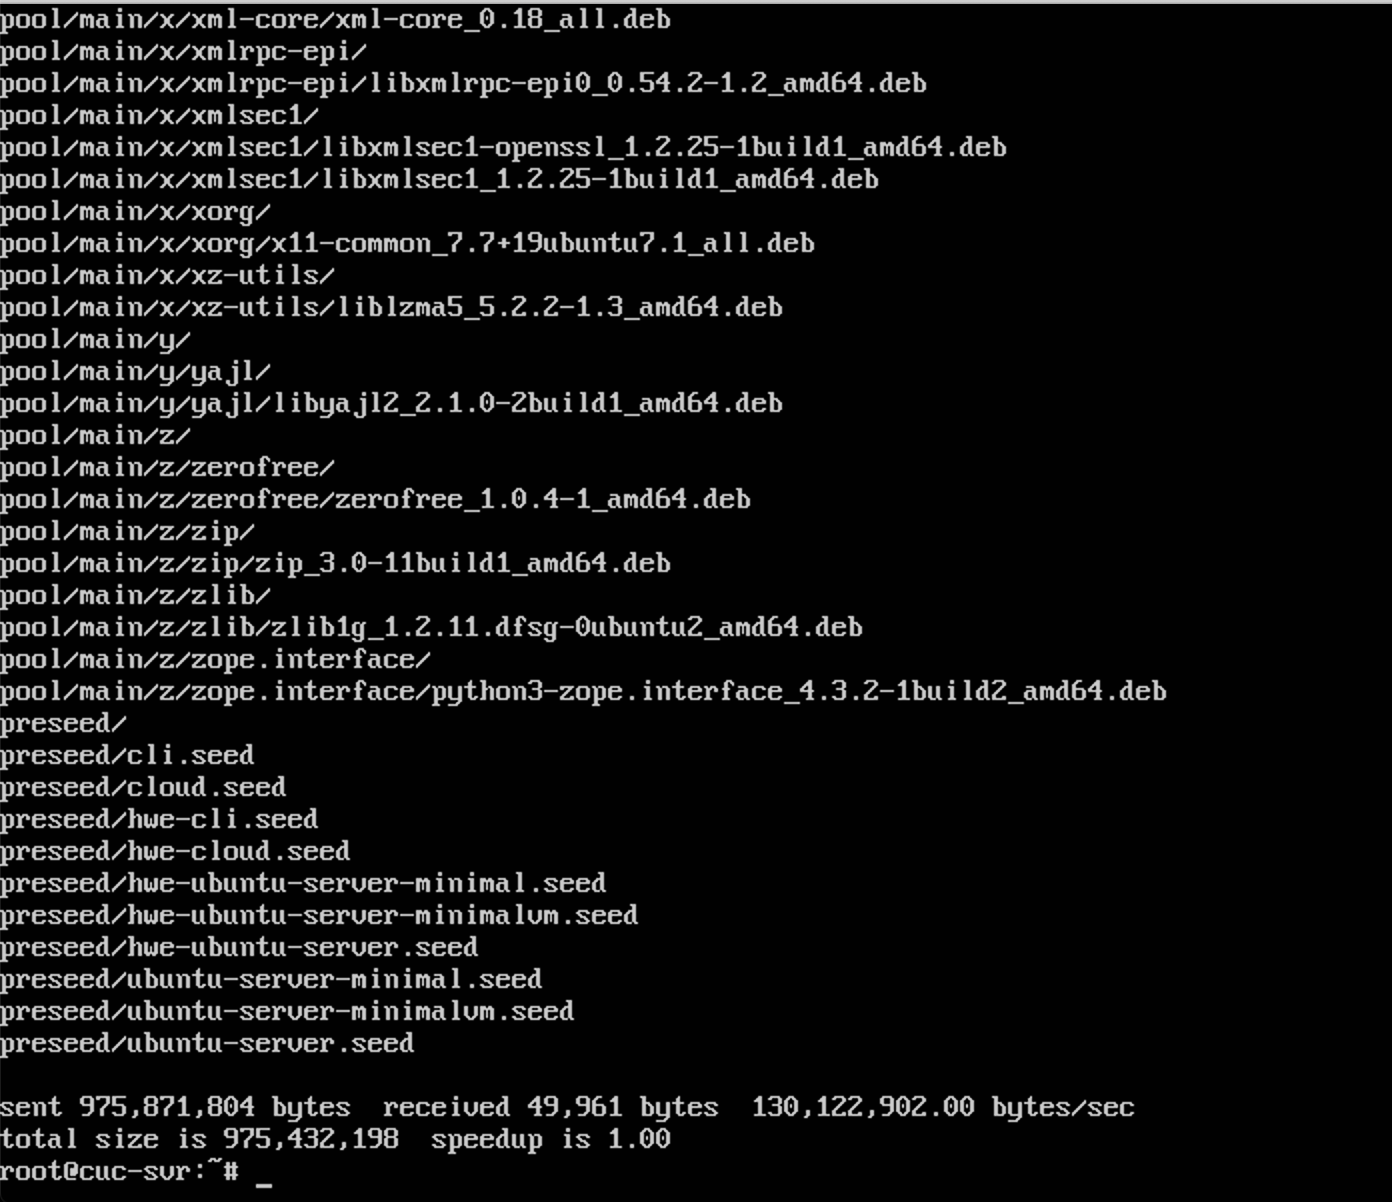 pool/main/x/xml-core/xml-core_0.18_all.deb
pool/main/x/xmlrpc-epi/
pool/main/x/xmlrpc-epi/libxmlrpc-epi0_0.54.2-1.2_amd64.deb
pool/main/x/xmlsec1/
pool/main/x/xmlsec1/libxmlsec1-openssl_1.2.25-1build1_amd64.deb
pool/main/x/xmlsec1/libxmlsec1_1.2.25-1build1_amd64.deb
pool/main/x/xorg/
pool/main/x/xorg/x11-common_7.7+19ubuntu7.1_all.deb
pool/main/x/xz-utils/
pool/main/x/xz-utils/liblzma5_5.2.2-1.3_amd64.deb
pool/main/y/
pool/main/y/yajl/
pool/main/y/yajl/libyajl2_2.1.0-2build1_amd64.deb
pool/main/z/
pool/main/z/zerofree/
pool/main/z/zerofree/zerofree_1.0.4-1_amd64.deb
pool/main/z/zip/
pool/main/z/zip/zip_3.0-11build1_amd64.deb
pool/main/z/zlib/
pool/main/z/zlib/zlib1g_1.2.11.dfsg-0ubuntu2_amd64.deb
pool/main/z/zope.interface/
pool/main/z/zope.interface/python3-zope.interface_4.3.2-1build2_amd64.deb
preseed/
preseed/cli.seed
preseed/cloud.seed
preseed/hwe-cli.seed
preseed/hwe-cloud.seed
preseed/hwe-ubuntu-server-minimal.seed
preseed/hwe-ubuntu-server-minimalvm.seed
preseed/hwe-ubuntu-server.seed
preseed/ubuntu-server-minimal.seed
preseed/ubuntu-server-minimalvm.seed
preseed/ubuntu-server.seed
sent 975,871,804 bytes  received 49,961 bytes  130,122,902.00 bytes/sec
total size is 975,432,198  speedup is 1.00
root@cuc-svr:~# _